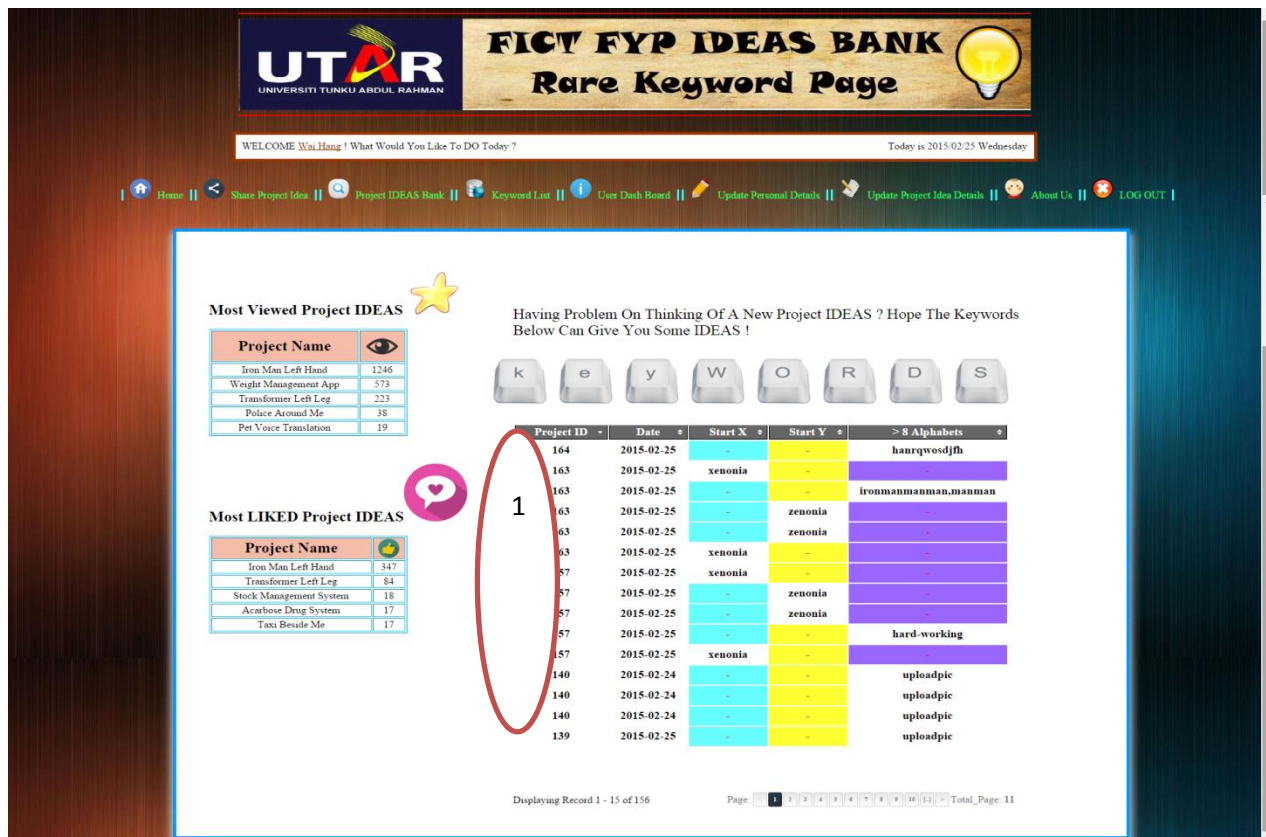 UTAR
UNIVERSITI TUNKU ABDUL RAHMAN
FICT FYP IDEAS BANK
Rare Keyword Page
WELCOME Wai Hang ! What Would You Like To DO Today ?
Today is 2015/02/25 Wednesday
| Home || Share Project Idea || Project IDEAS Bank || Keyword List || User Dash Board || Update Personal Details || Update Project Idea Details || About Us || LOG OUT |
Most Viewed Project IDEAS
Project Name
Iron Man Left Hand 1246
Weight Management App 573
Transformer Left Leg 223
Police Around Me 38
Pet Voice Translation 19
Most LIKED Project IDEAS
Project Name
Iron Man Left Hand 347
Transformer Left Leg 84
Stock Management System 18
Acarbose Drug System 17
Taxi Beside Me 17
Having Problem On Thinking Of A New Project IDEAS ? Hope The Keywords
Below Can Give You Some IDEAS !
k e y W O R D S
Project ID Date Start X Start Y > 8 Alphabets
164 2015-02-25 - - hanrqwosdjfh
163 2015-02-25 xenonia - -
163 2015-02-25 - - ironmanmanman,manman
1
63 2015-02-25 - zenonia -
63 2015-02-25 - zenonia -
63 2015-02-25 xenonia - -
57 2015-02-25 xenonia - -
57 2015-02-25 - zenonia -
57 2015-02-25 - zenonia -
57 2015-02-25 - - hard-working
157 2015-02-25 xenonia - -
140 2015-02-24 - - uploadpic
140 2015-02-24 - - uploadpic
140 2015-02-24 - - uploadpic
139 2015-02-25 - - uploadpic
Displaying Record 1 - 15 of 156
Page: < 1 2 3 4 5 6 7 8 9 10 [..] > Total_Page: 11